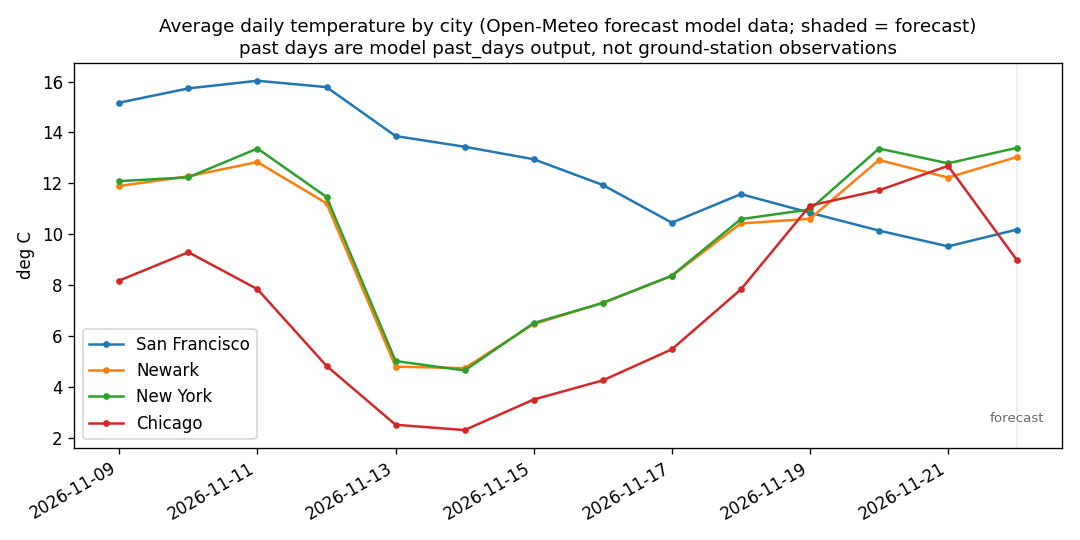 Average daily temperature by city (Open-Meteo forecast model data; shaded = forecast)
past days are model past_days output, not ground-station observations
deg C
16
14
12
10
8
6
4
2
San Francisco
Newark
New York
Chicago
forecast
2026-11-09
2026-11-11
2026-11-13
2026-11-15
2026-11-17
2026-11-19
2026-11-21